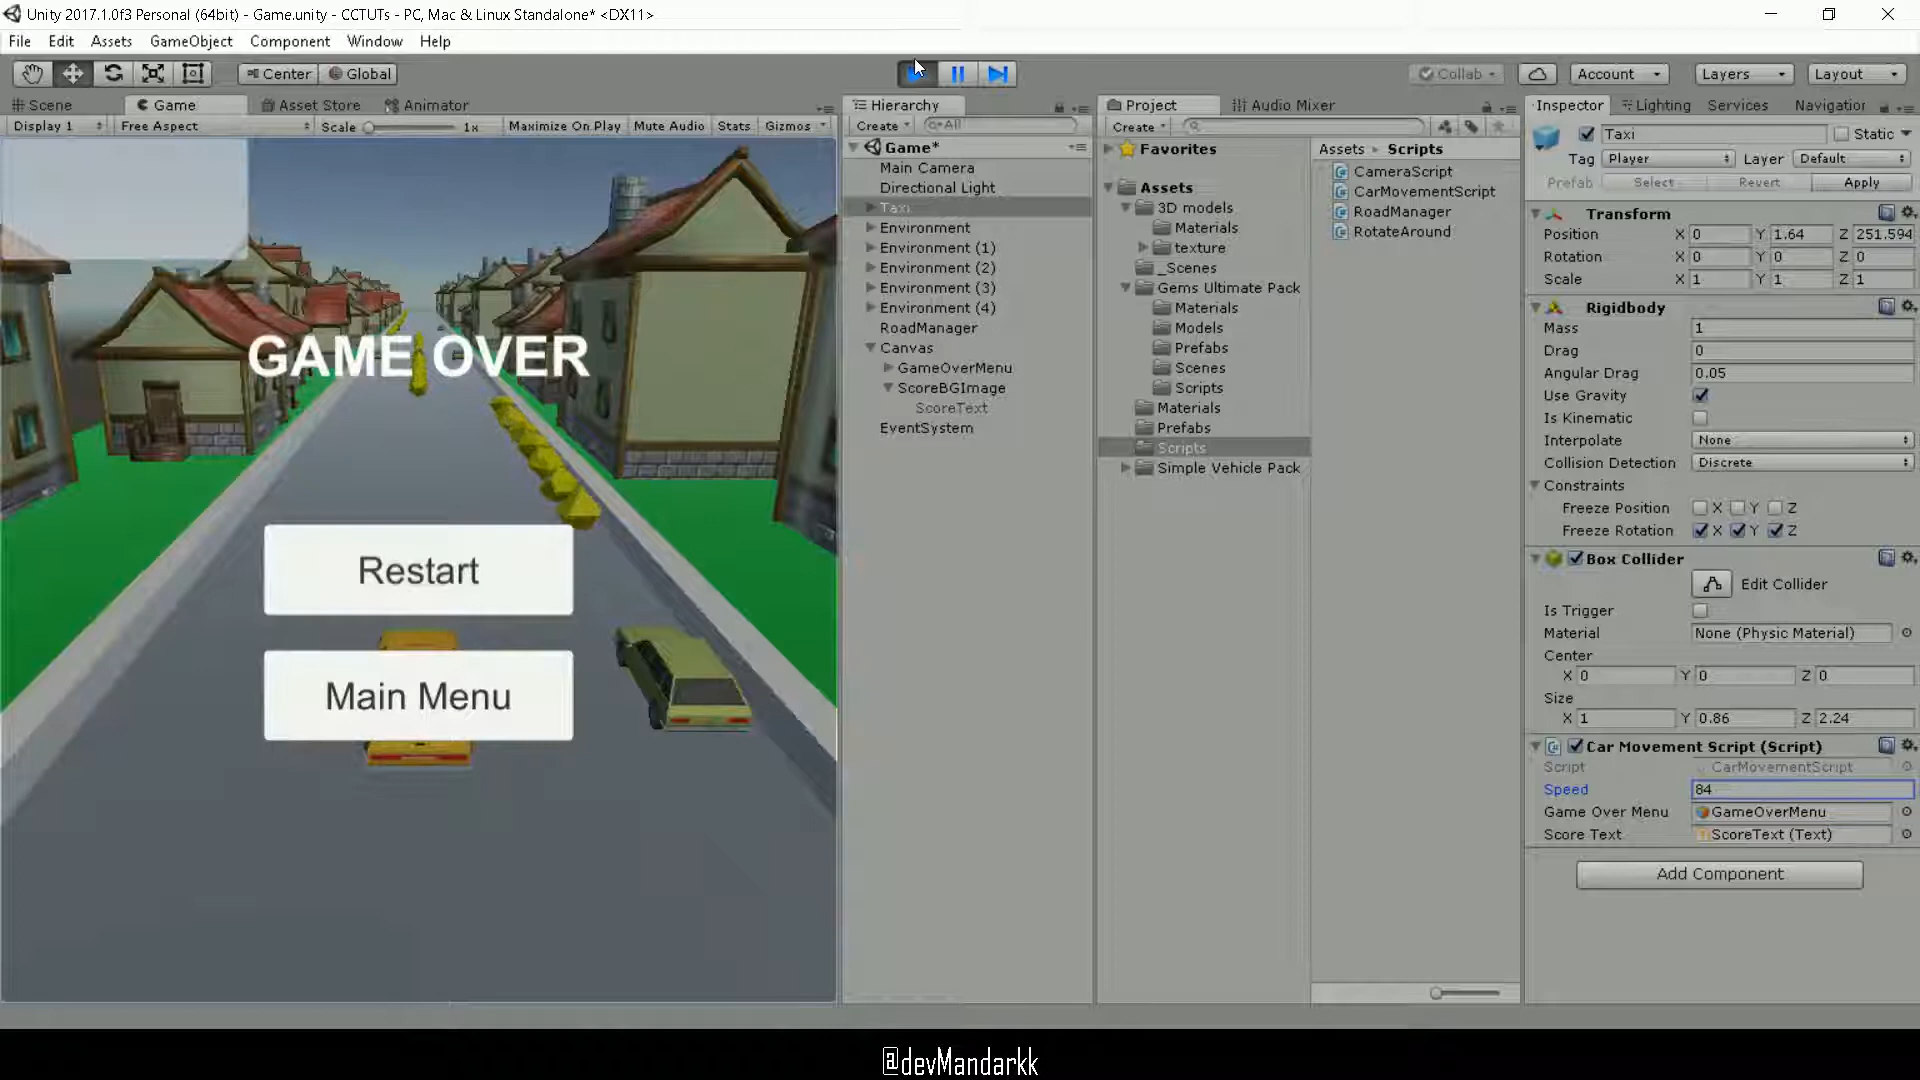 Unity 2017.1.0f3 Personal (64bit) - Game.unity - CCTUTs - PC, Mac & Linux Standalone* <DX11>
File Edit Assets GameObject Component Window Help
Center Global Collab Account Layers Layout
Scene Game Asset Store Animator
Display 1 Free Aspect Scale 1x Maximize On Play Mute Audio Stats Gizmos
GAME OVER
Restart
Main Menu
Hierarchy
Create All
Game*
Main Camera
Directional Light
Taxi
Environment
Environment (1)
Environment (2)
Environment (3)
Environment (4)
RoadManager
Canvas
GameOverMenu
ScoreBGImage
ScoreText
EventSystem
Project Audio Mixer
Create
Favorites
Assets
3D models
Materials
texture
_Scenes
Gems Ultimate Pack
Materials
Models
Prefabs
Scenes
Scripts
Materials
Prefabs
Scripts
Simple Vehicle Pack
Assets Scripts
CameraScript
CarMovementScript
RoadManager
RotateAround
Inspector Lighting Services Navigation
Taxi Static
Tag Player Layer Default
Prefab Select Revert Apply
Transform
Position X 0 Y 1.64 Z 251.594
Rotation X 0 Y 0 Z 0
Scale X 1 Y 1 Z 1
Rigidbody
Mass 1
Drag 0
Angular Drag 0.05
Use Gravity
Is Kinematic
Interpolate None
Collision Detection Discrete
Constraints
Freeze Position X Y Z
Freeze Rotation X Y Z
Box Collider
Edit Collider
Is Trigger
Material None (Physic Material)
Center
X 0 Y 0 Z 0
Size
X 1 Y 0.86 Z 2.24
Car Movement Script (Script)
Script CarMovementScript
Speed 84
Game Over Menu GameOverMenu
Score Text ScoreText (Text)
Add Component
@devMandarkk